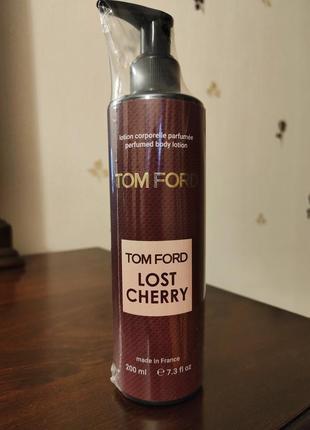 lotion corporelle parfumée
perfumed body lotion
TOM FORD
TOM FORD
LOST
CHERRY
made in France
200 ml ℮ 7.3 fl oz